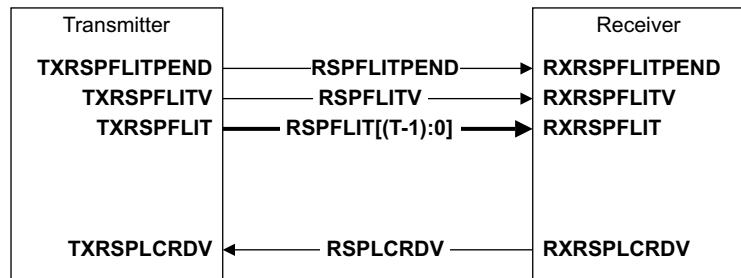 Transmitter Receiver
TXRSPFLITPEND RSPFLITPEND RXRSPFLITPEND
TXRSPFLITV RSPFLITV RXRSPFLITV
TXRSPFLIT RSPFLIT[(T-1):0] RXRSPFLIT
TXRSPLCRDV RSPLCRDV RXRSPLCRDV